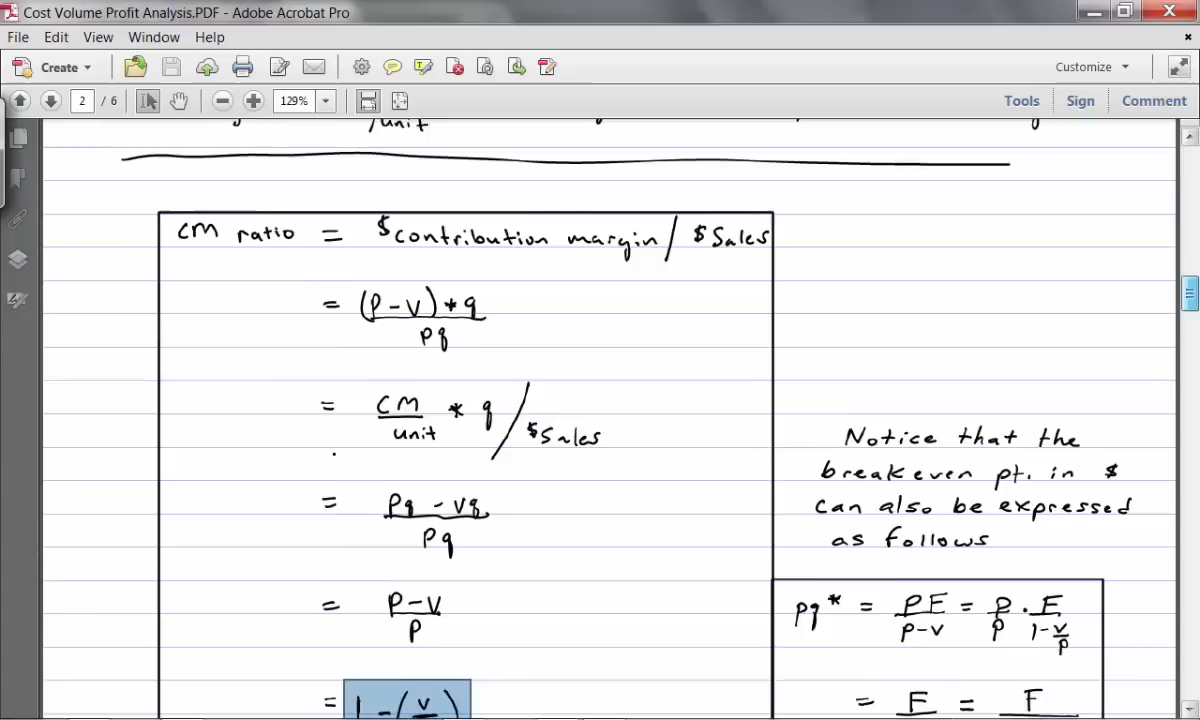 Cost Volume Profit Analysis.PDF - Adobe Acrobat Pro
File Edit View Window Help
Create Customize
2 / 6 129% Tools Sign Comment
/unit
CM ratio = $contribution margin / $Sales
= (P - V) * q
pq
= CM * q / $Sales
unit
= Pq - Vq
Pq
= P - V
P
= 1 - (V
Notice that the
breakeven pt. in $
can also be expressed
as follows
pq* = PF = P . F
P-V P 1-V
P
= F = F